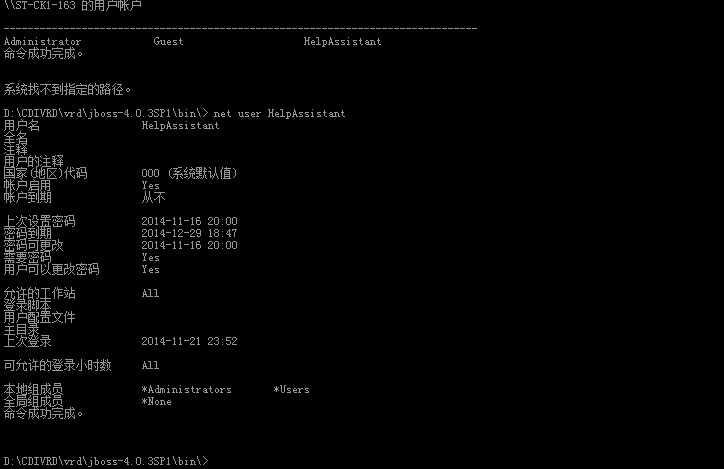 \\ST-CK1-163 的用户帐户
-------------------------------------------------------------------------------
Administrator            Guest                    HelpAssistant
命令成功完成。
系统找不到指定的路径。
D:\CDIVRD\vrd\jboss-4.0.3SP1\bin\> net user HelpAssistant
用户名                 HelpAssistant
全名
注释
用户的注释
国家(地区)代码         000 (系统默认值)
帐户启用               Yes
帐户到期               从不
上次设置密码           2014-11-16 20:00
密码到期               2014-12-29 18:47
密码可更改             2014-11-16 20:00
需要密码               Yes
用户可以更改密码       Yes
允许的工作站           All
登录脚本
用户配置文件
主目录
上次登录               2014-11-21 23:52
可允许的登录小时数     All
本地组成员             *Administrators       *Users
全局组成员             *None
命令成功完成。
D:\CDIVRD\vrd\jboss-4.0.3SP1\bin\>